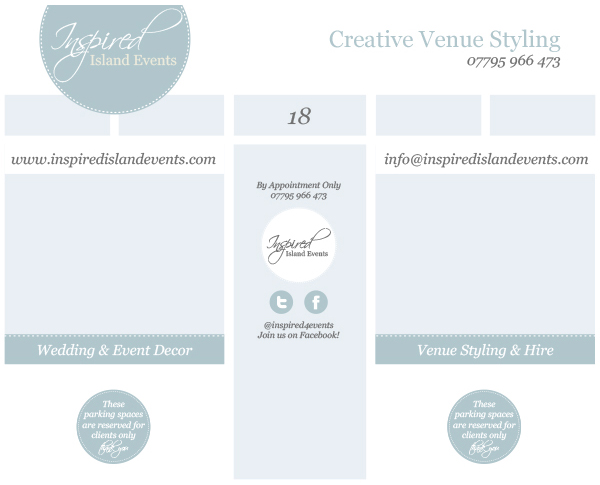 Inspired
Island Events
Creative Venue Styling
07795 966 473
18
www.inspiredislandevents.com
info@inspiredislandevents.com
By Appointment Only
07795 966 473
Inspired
Island Events
@inspired4events
Join us on Facebook!
Wedding & Event Decor
Venue Styling & Hire
These
parking spaces
are reserved for
clients only
thank you
These
parking spaces
are reserved for
clients only
thank you